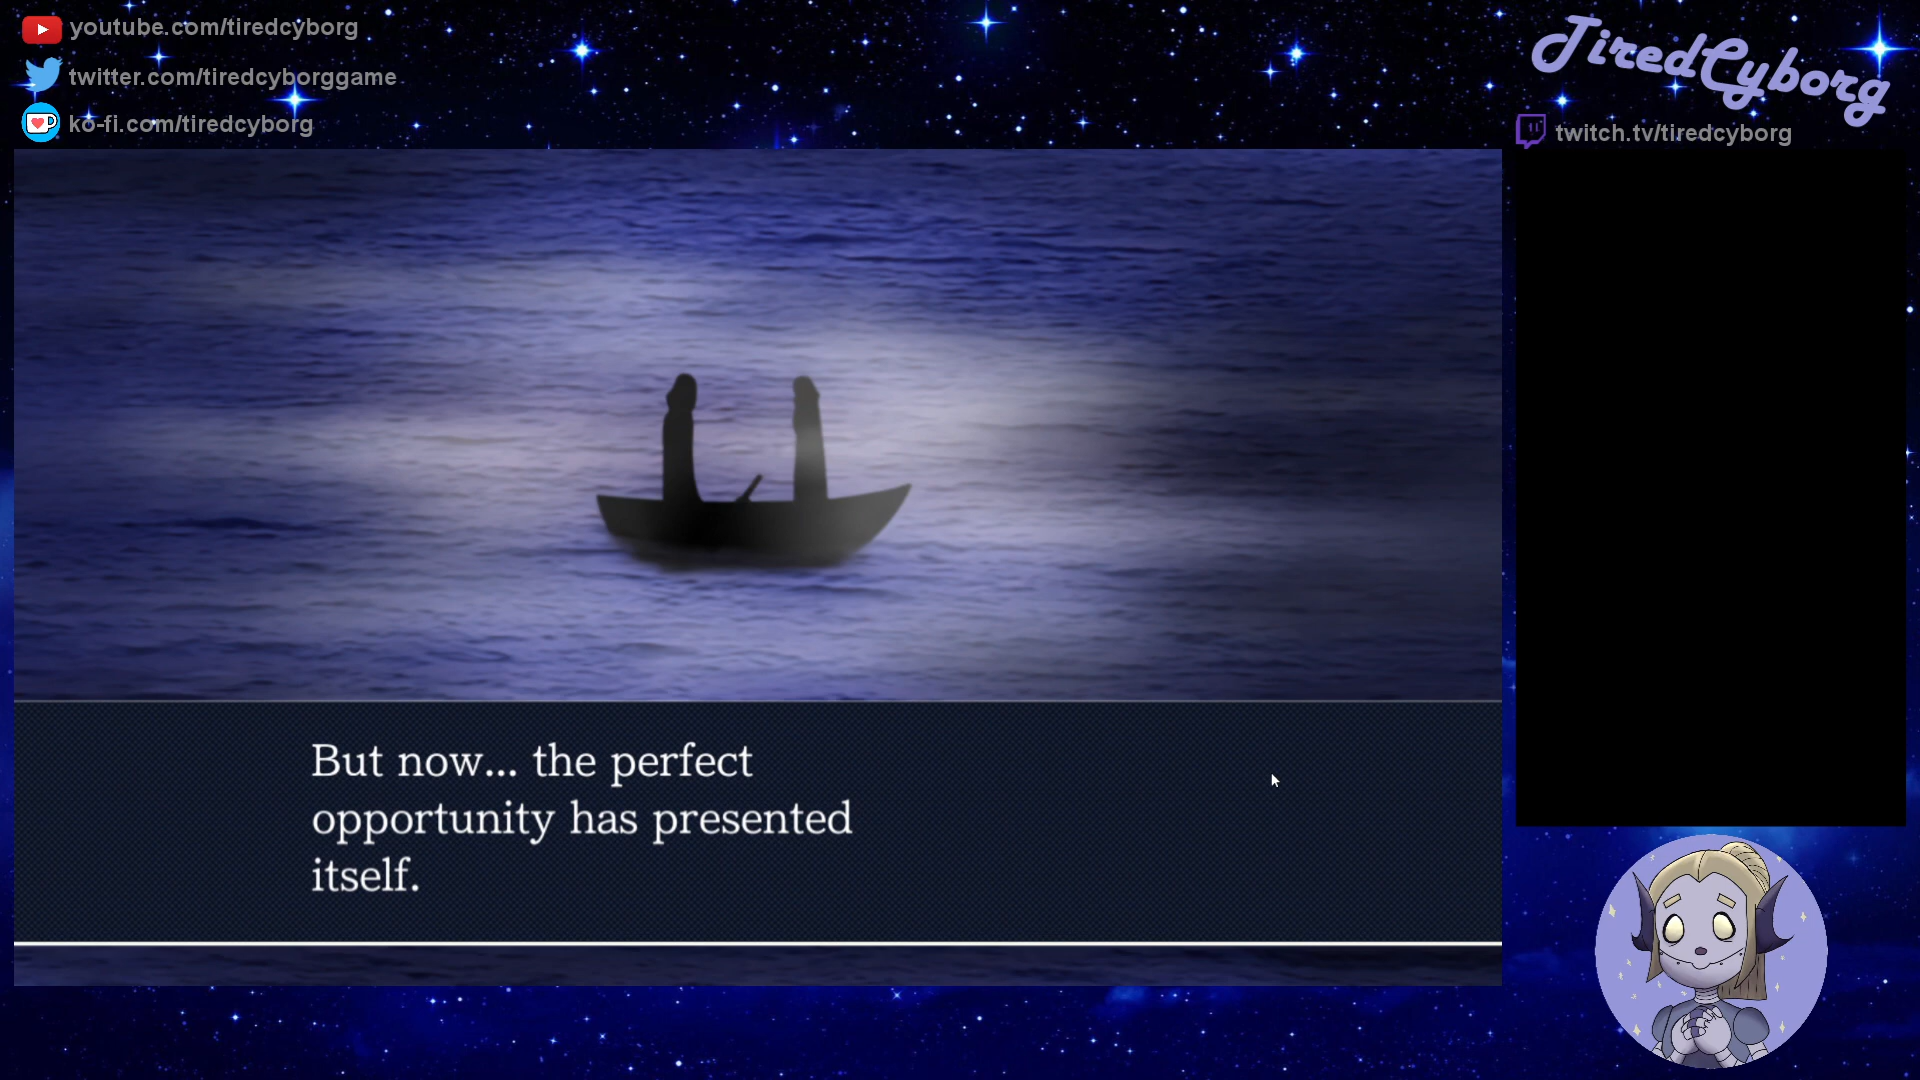 youtube.com/tiredcyborg
twitter.com/tiredcyborggame
ko-fi.com/tiredcyborg
TiredCyborg
twitch.tv/tiredcyborg
But now... the perfect
opportunity has presented
itself.